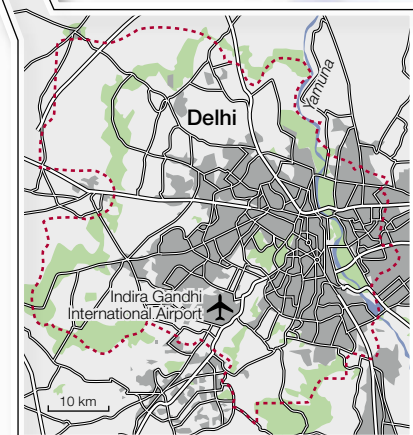 Delhi
Yamuna
Indira Gandhi
International Airport
10 km